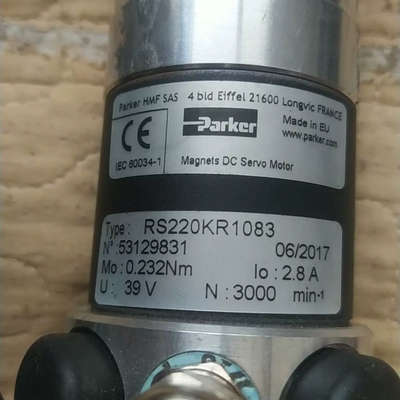 Parker HMF SAS 4 bld Eiffel 21600 Longvic FRANCE
CE
Parker
Made in EU
www.parker.com
IEC 60034-1
Magnets DC Servo Motor
Type: RS220KR1083
N°:53129831 06/2017
Mo:0.232Nm Io: 2.8 A
U: 39 V N:3000 min-1